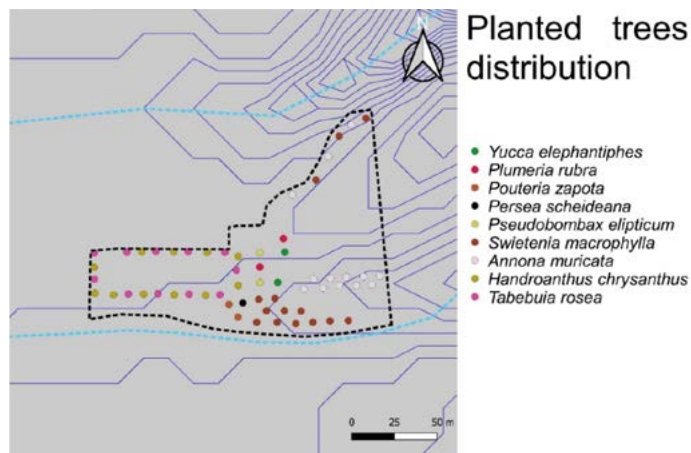 Planted trees
distribution
N
Yucca elephantiphes
Plumeria rubra
Pouteria zapota
Persea scheideana
Pseudobombax elipticum
Swietenia macrophylla
Annona muricata
Handroanthus chrysanthus
Tabebuia rosea
0 25 50 m